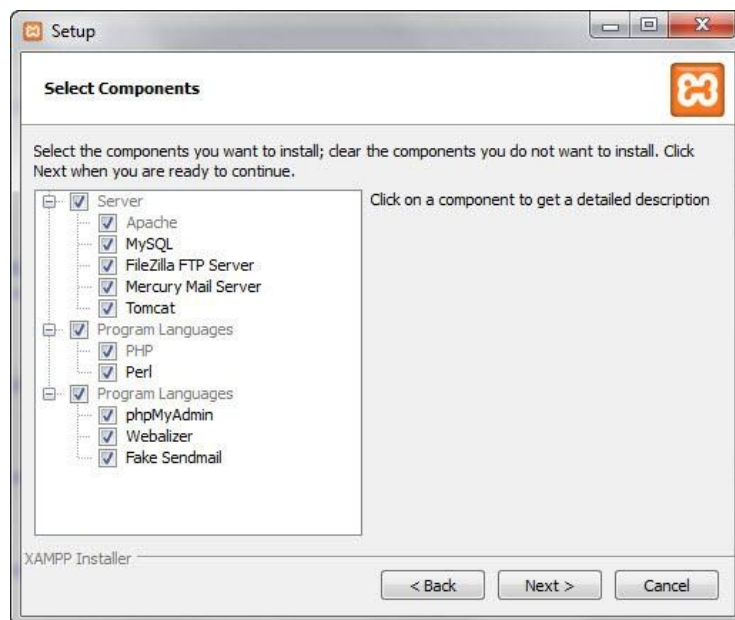 Setup
Select Components
Select the components you want to install; clear the components you do not want to install. Click
Next when you are ready to continue.
Server
Apache
MySQL
FileZilla FTP Server
Mercury Mail Server
Tomcat
Program Languages
PHP
Perl
Program Languages
phpMyAdmin
Webalizer
Fake Sendmail
Click on a component to get a detailed description
XAMPP Installer
< Back
Next >
Cancel